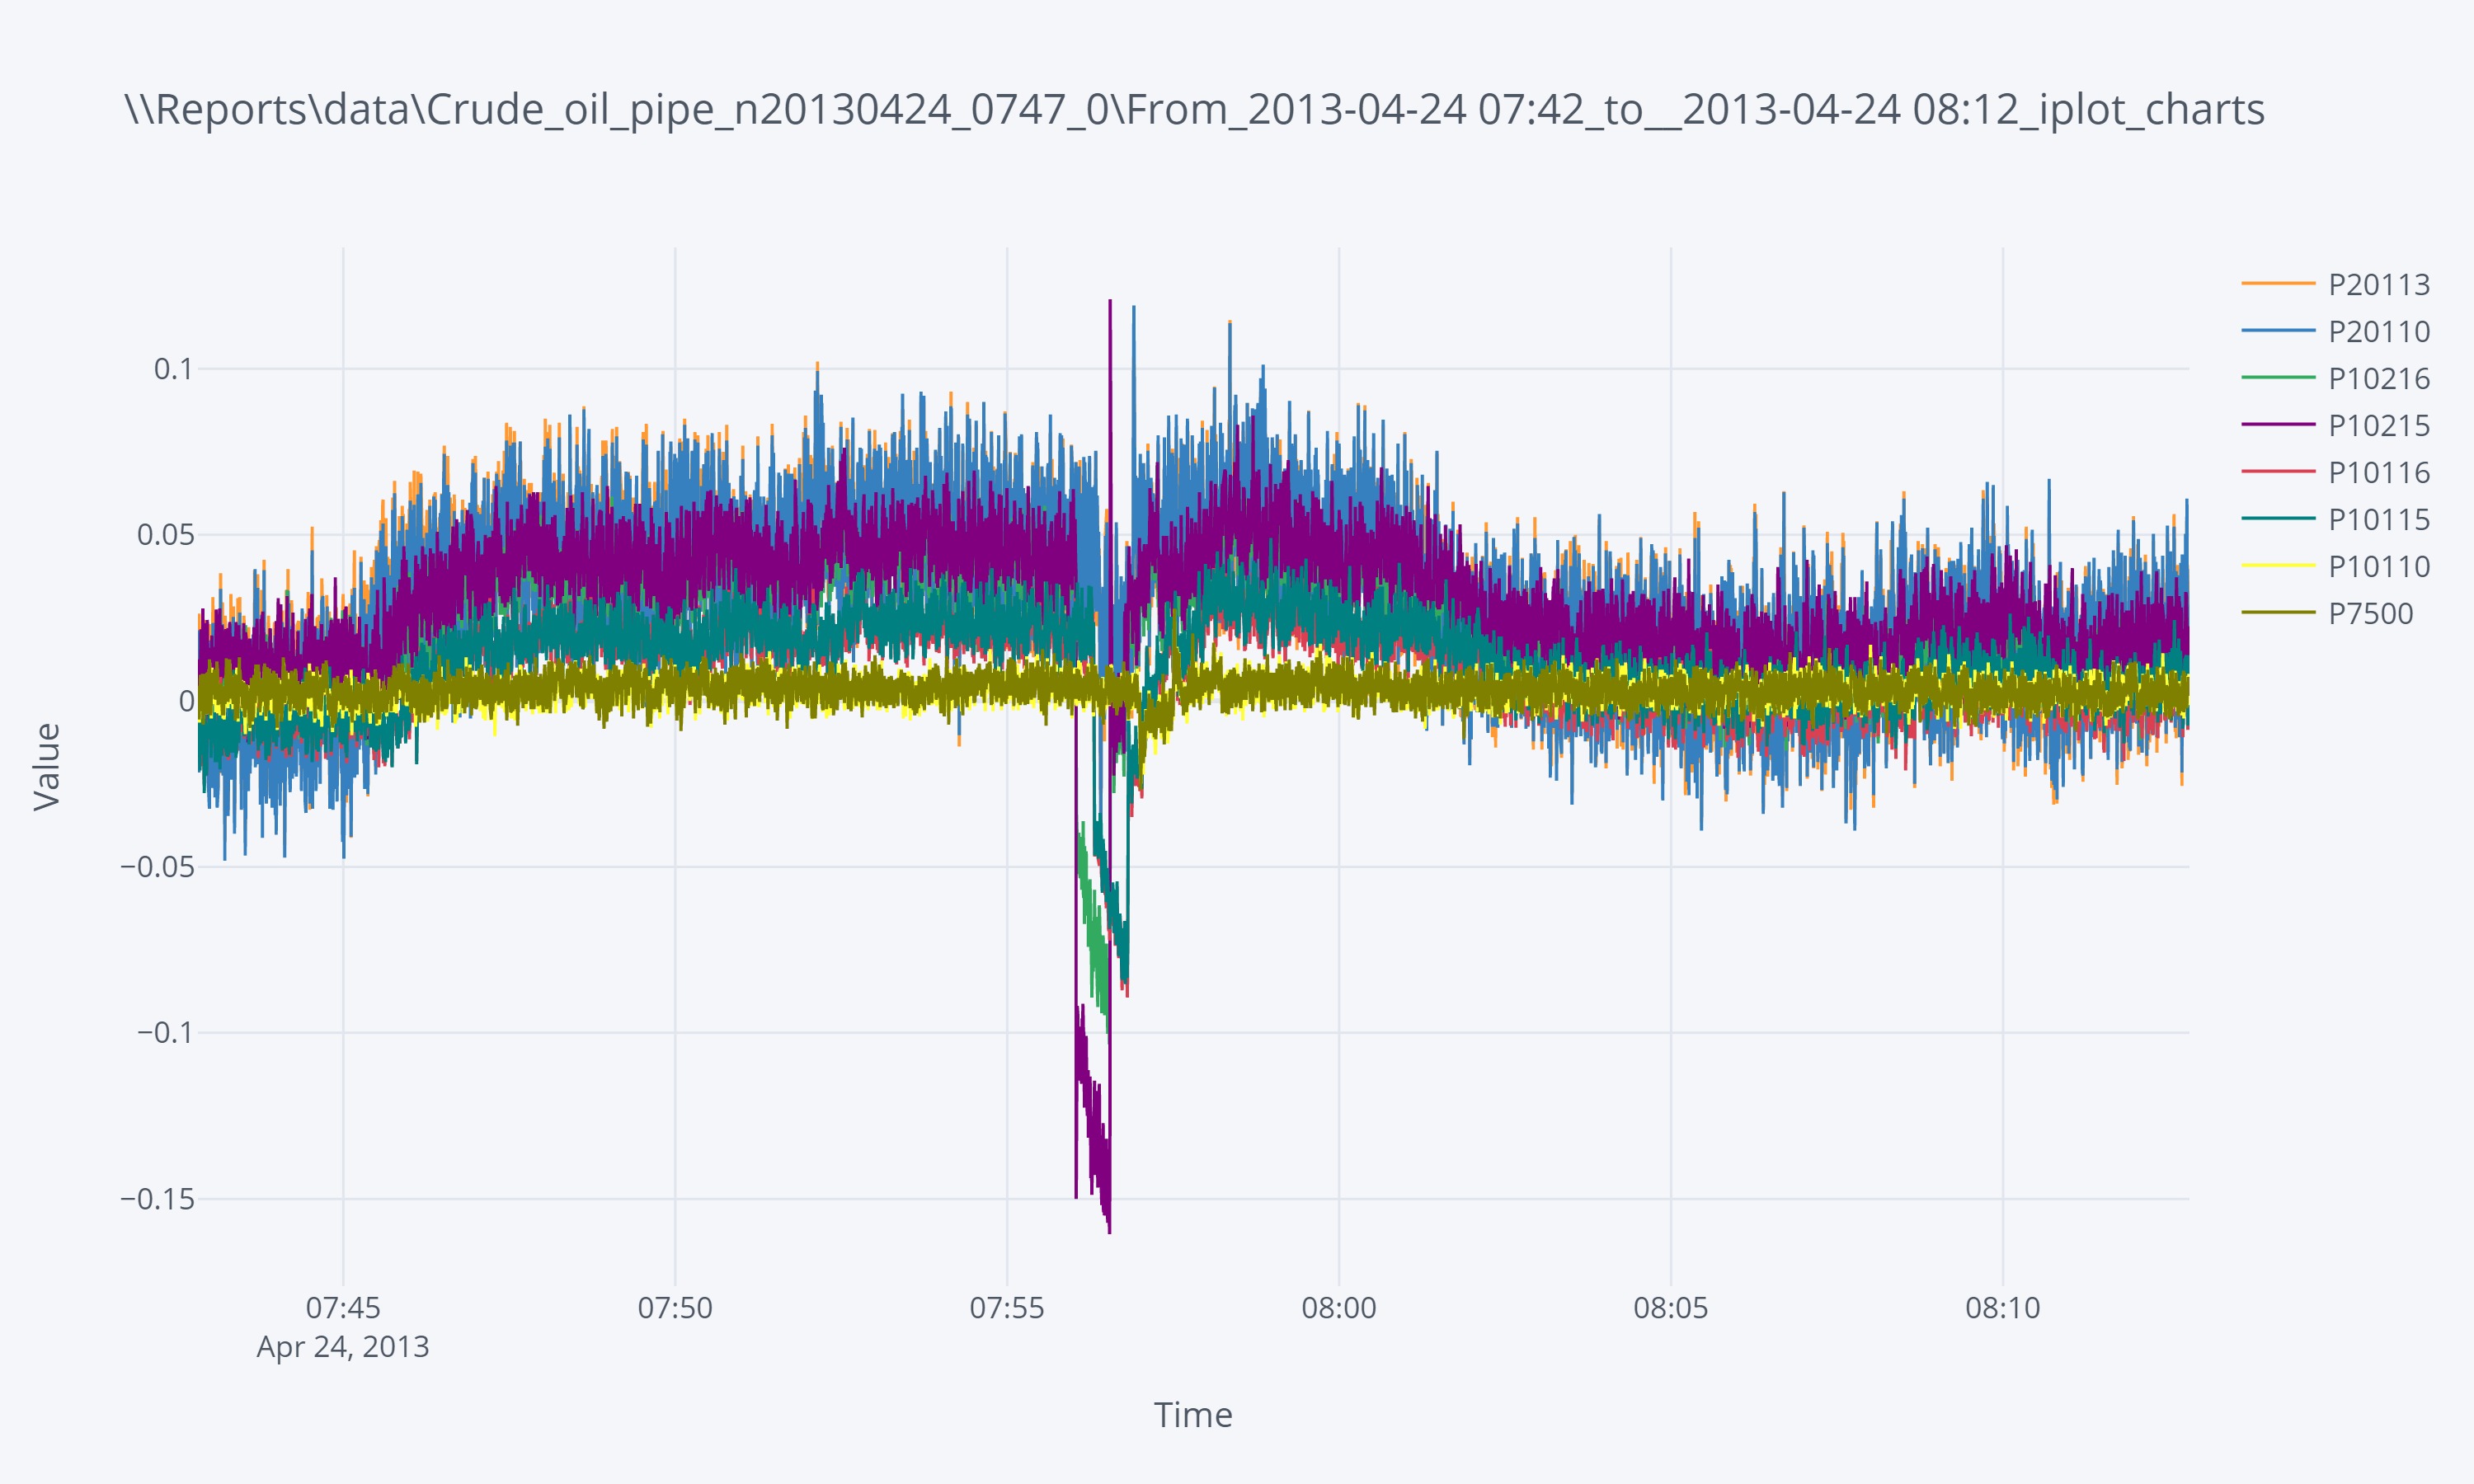 \\Reports\data\Crude_oil_pipe_n20130424_0747_0\From_2013-04-24 07:42_to__2013-04-24 08:12_iplot_charts
P20113
P20110
P10216
P10215
P10116
P10115
P10110
P7500
0.1
0.05
0
−0.05
−0.1
−0.15
Value
07:45 07:50 07:55 08:00 08:05 08:10
Apr 24, 2013
Time